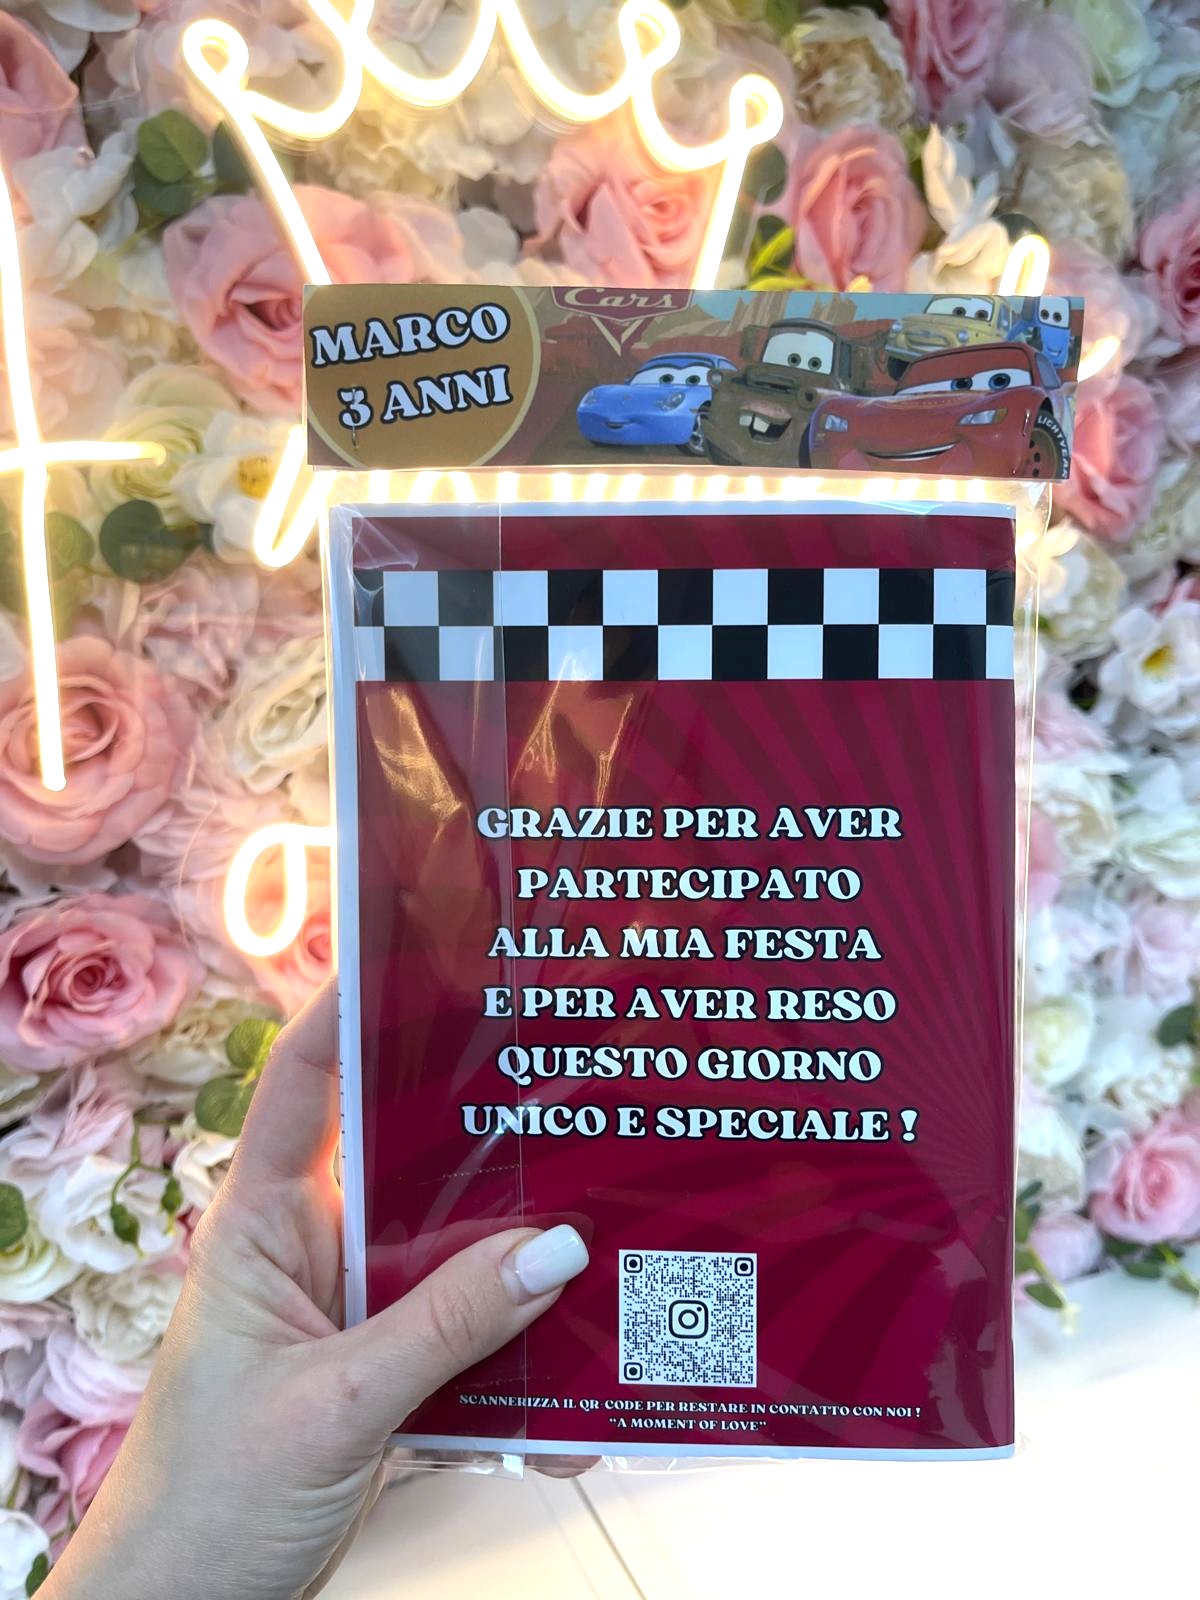 Cars
MARCO
3 ANNI
GRAZIE PER AVER
PARTECIPATO
ALLA MIA FESTA
E PER AVER RESO
QUESTO GIORNO
UNICO E SPECIALE !
SCANNERIZZA IL QR-CODE PER RESTARE IN CONTATTO CON NOI !
“A MOMENT OF LOVE”